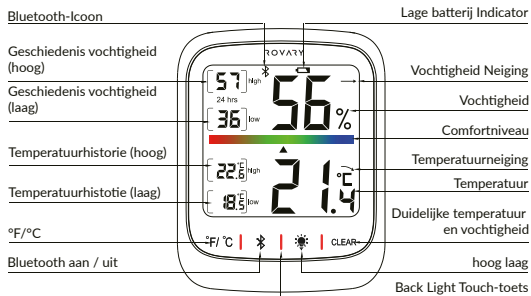 Bluetooth-Icoon
Lage batterij Indicator
Geschiedenis vochtigheid
(hoog)
Geschiedenis vochtigheid
(laag)
Temperatuurhistorie (hoog)
Temperatuurhistotie (laag)
°F/°C
Bluetooth aan / uit
ROVARY
57 high
24 hrs
36 low
56 %
22.6 °C high
18.5 °C low
21.4 °C
°F/ °C
CLEAR
Vochtigheid Neiging
Vochtigheid
Comfortniveau
Temperatuurneiging
Temperatuur
Duidelijke temperatuur
en vochtigheid
hoog laag
Back Light Touch-toets